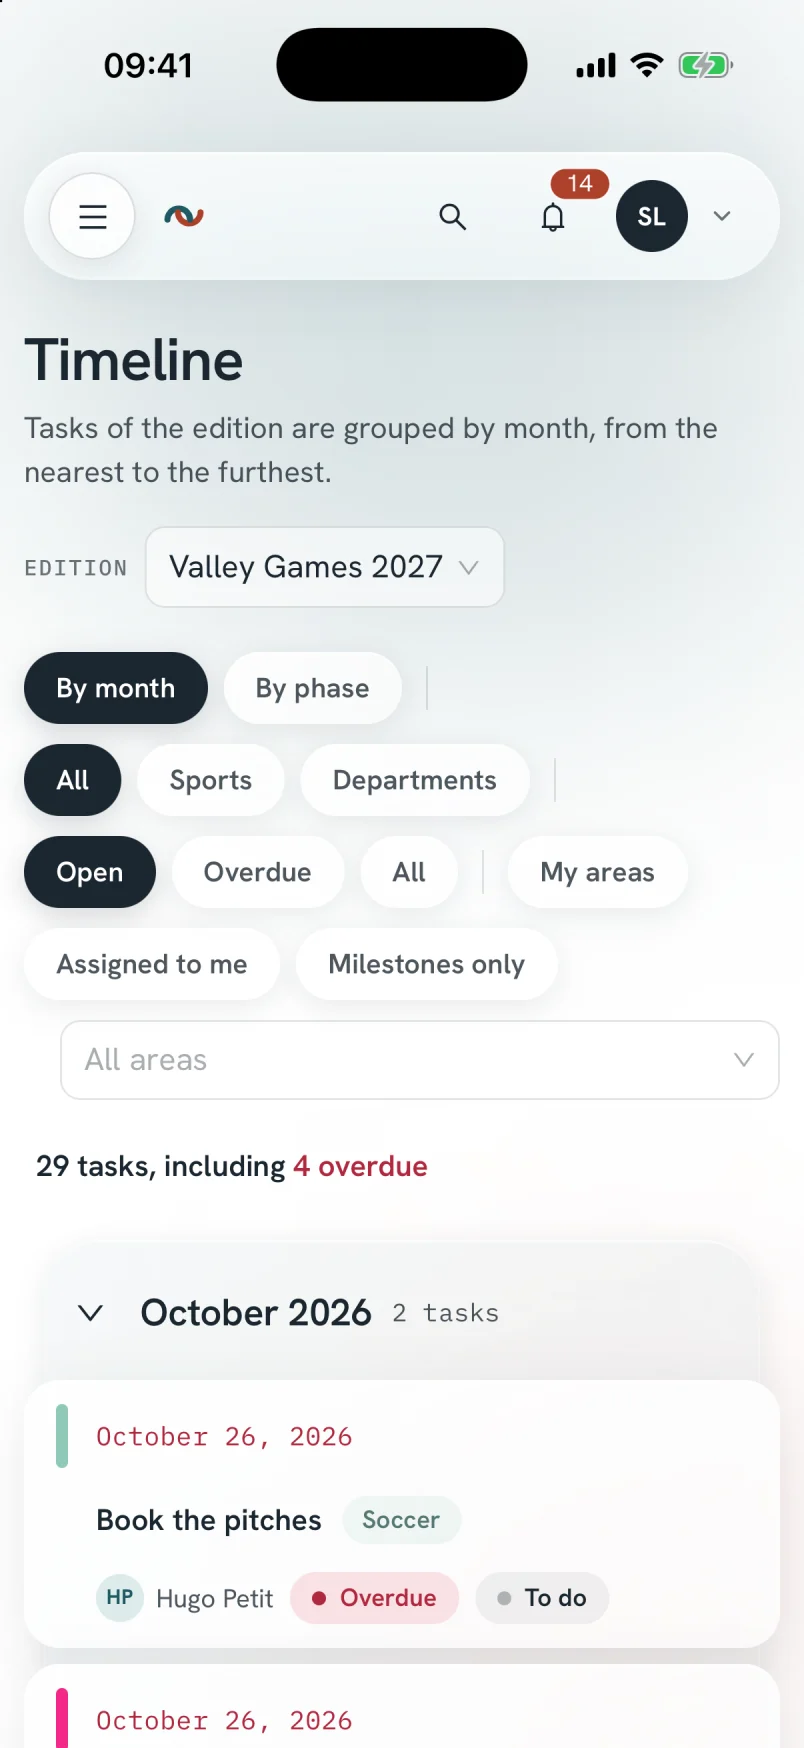 09:41
14
SL
Timeline
Tasks of the edition are grouped by month, from the
nearest to the furthest.
EDITION Valley Games 2027
By month By phase
All Sports Departments
Open Overdue All My areas
Assigned to me Milestones only
All areas
29 tasks, including 4 overdue
October 2026 2 tasks
October 26, 2026
Book the pitches Soccer
HP Hugo Petit Overdue To do
October 26, 2026